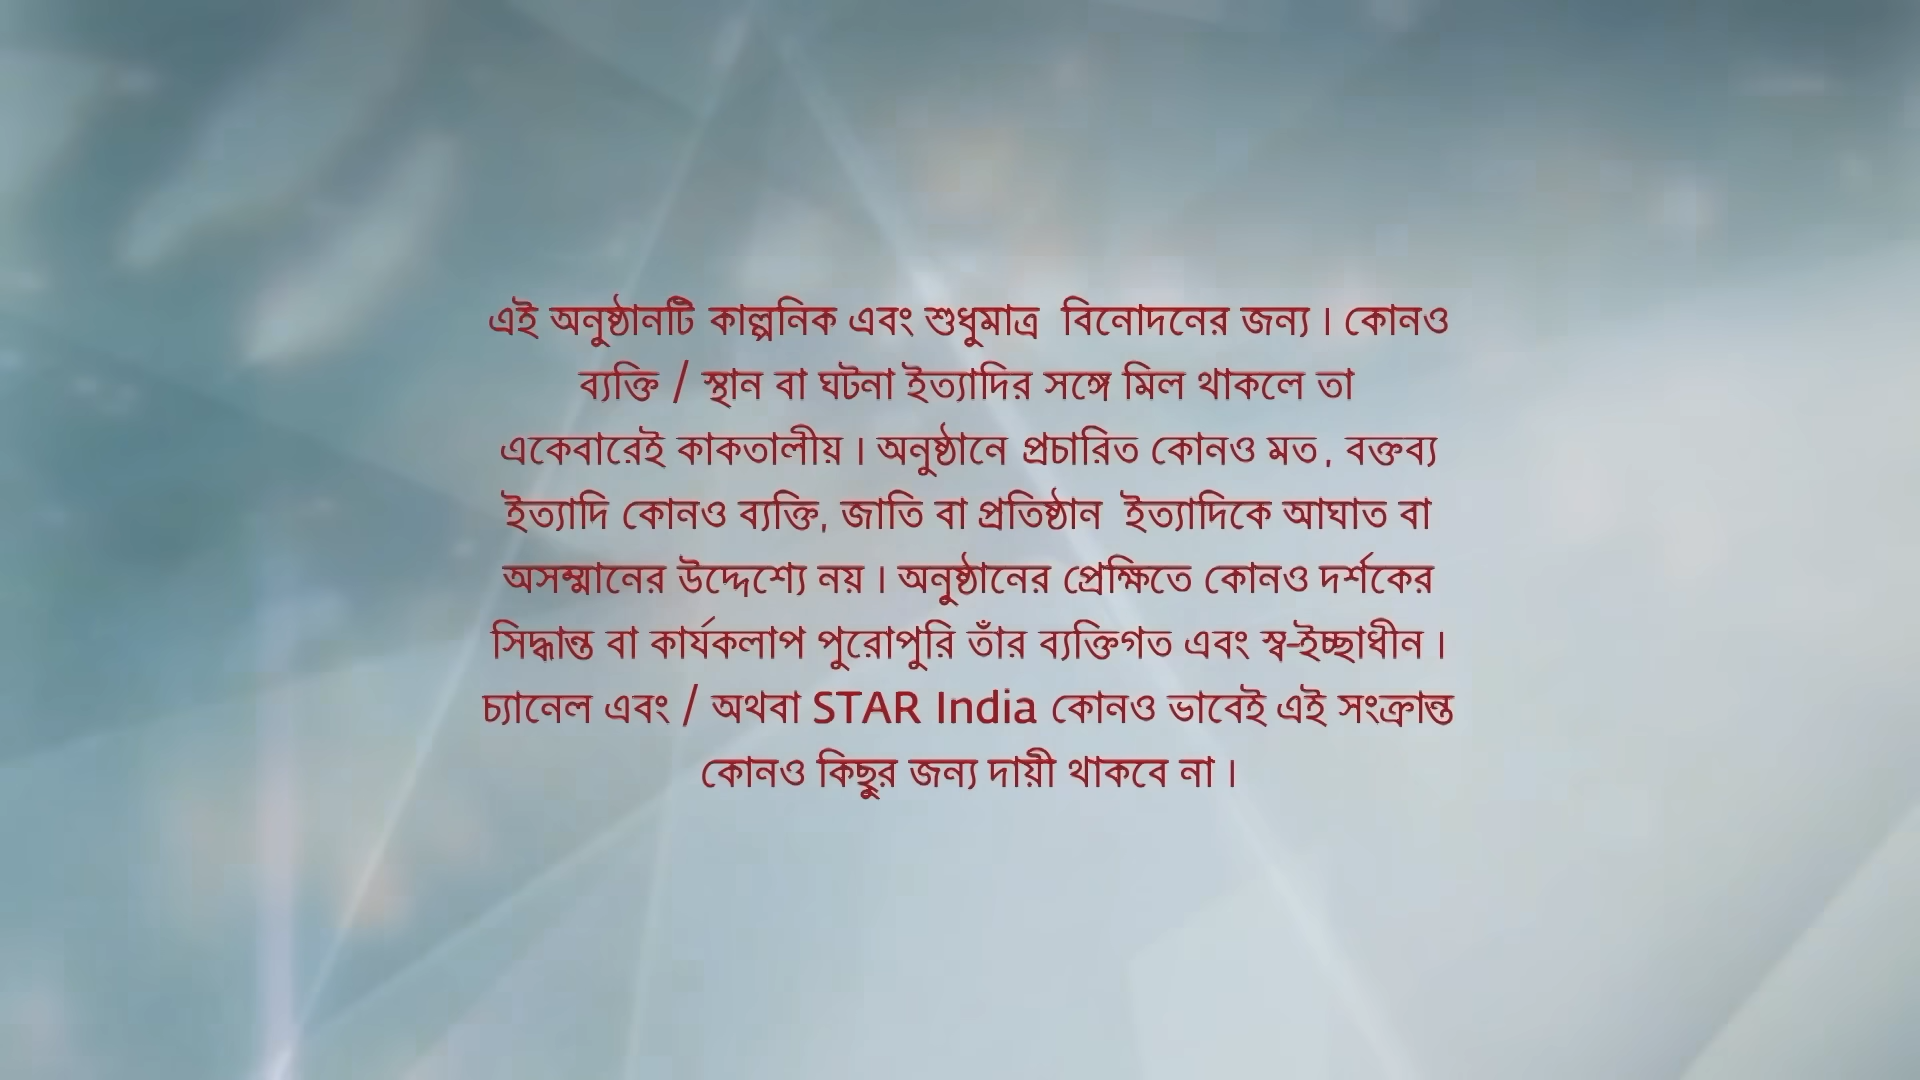 এই অনুষ্ঠানটি কাল্পনিক এবং শুধুমাত্র বিনোদনের জন্য । কোনও
ব্যক্তি / স্থান বা ঘটনা ইত্যাদির সঙ্গে মিল থাকলে তা
একেবারেই কাকতালীয় । অনুষ্ঠানে প্রচারিত কোনও মত , বক্তব্য
ইত্যাদি কোনও ব্যক্তি, জাতি বা প্রতিষ্ঠান ইত্যাদিকে আঘাত বা
অসম্মানের উদ্দেশ্যে নয় । অনুষ্ঠানের প্রেক্ষিতে কোনও দর্শকের
সিদ্ধান্ত বা কার্যকলাপ পুরোপুরি তাঁর ব্যক্তিগত এবং স্ব-ইচ্ছাধীন ।
চ্যানেল এবং / অথবা STAR India কোনও ভাবেই এই সংক্রান্ত
কোনও কিছুর জন্য দায়ী থাকবে না ।